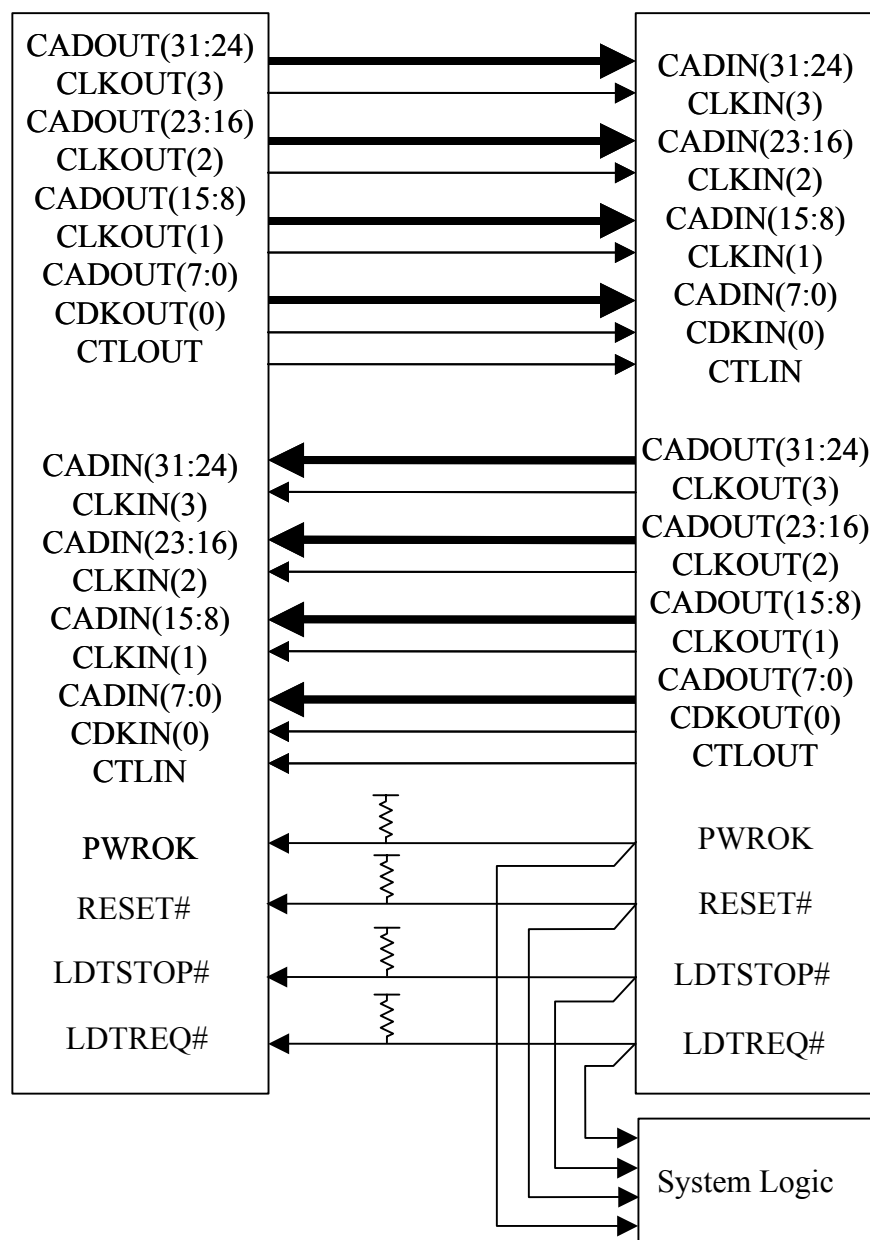 CADOUT(31:24)
CLKOUT(3)
CADOUT(23:16)
CLKOUT(2)
CADOUT(15:8)
CLKOUT(1)
CADOUT(7:0)
CDKOUT(0)
CTLOUT
CADIN(31:24)
CLKIN(3)
CADIN(23:16)
CLKIN(2)
CADIN(15:8)
CLKIN(1)
CADIN(7:0)
CDKIN(0)
CTLIN
PWROK
RESET#
LDTSTOP#
LDTREQ#
CADIN(31:24)
CLKIN(3)
CADIN(23:16)
CLKIN(2)
CADIN(15:8)
CLKIN(1)
CADIN(7:0)
CDKIN(0)
CTLIN
CADOUT(31:24)
CLKOUT(3)
CADOUT(23:16)
CLKOUT(2)
CADOUT(15:8)
CLKOUT(1)
CADOUT(7:0)
CDKOUT(0)
CTLOUT
PWROK
RESET#
LDTSTOP#
LDTREQ#
System Logic